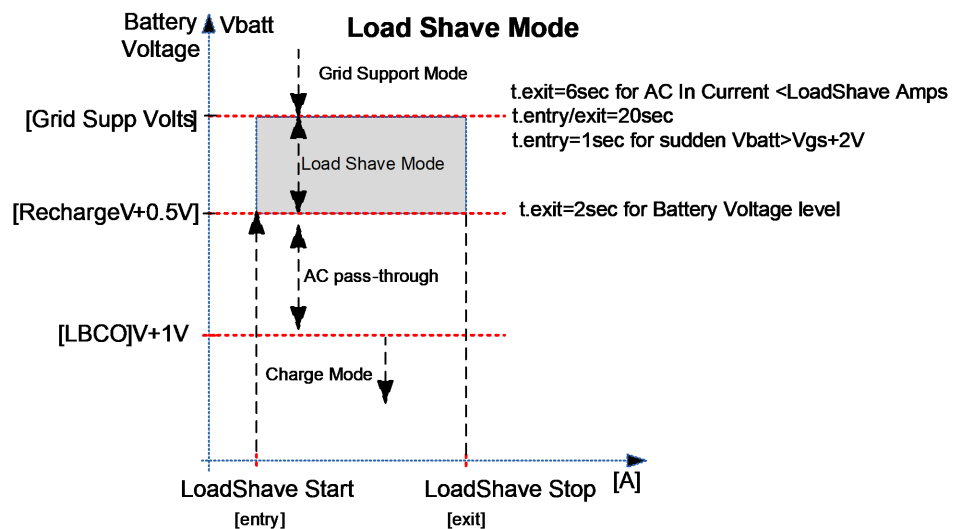 Load Shave Mode
Battery
Voltage
Vbatt
Grid Support Mode
t.exit=6sec for AC In Current <LoadShave Amps
[Grid Supp Volts]
t.entry/exit=20sec
t.entry=1sec for sudden Vbatt>Vgs+2V
Load Shave Mode
[RechargeV+0.5V]
t.exit=2sec for Battery Voltage level
AC pass-through
[LBCO]V+1V
Charge Mode
[A]
LoadShave Start
LoadShave Stop
[entry]
[exit]